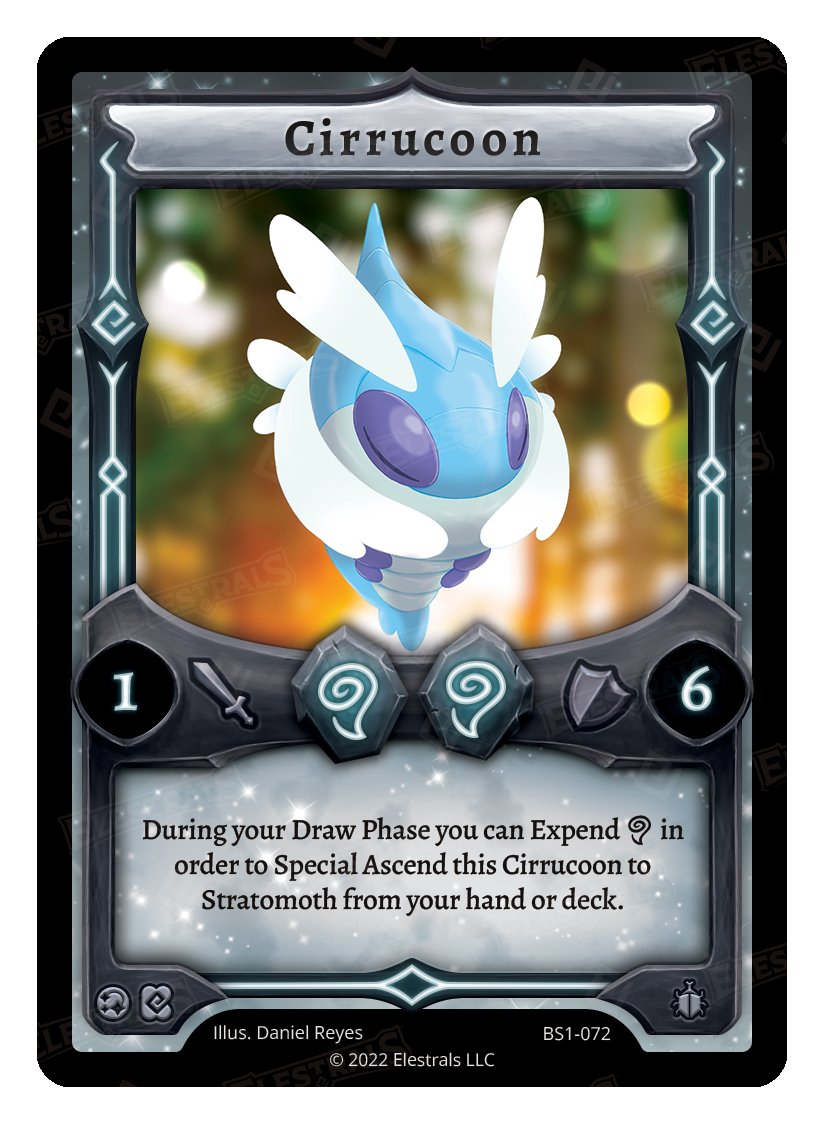 Cirrucoon
1
6
During your Draw Phase you can Expend in
order to Special Ascend this Cirrucoon to
Stratomoth from your hand or deck.
Illus. Daniel Reyes
BS1-072
© 2022 Elestrals LLC
ELESTRALS